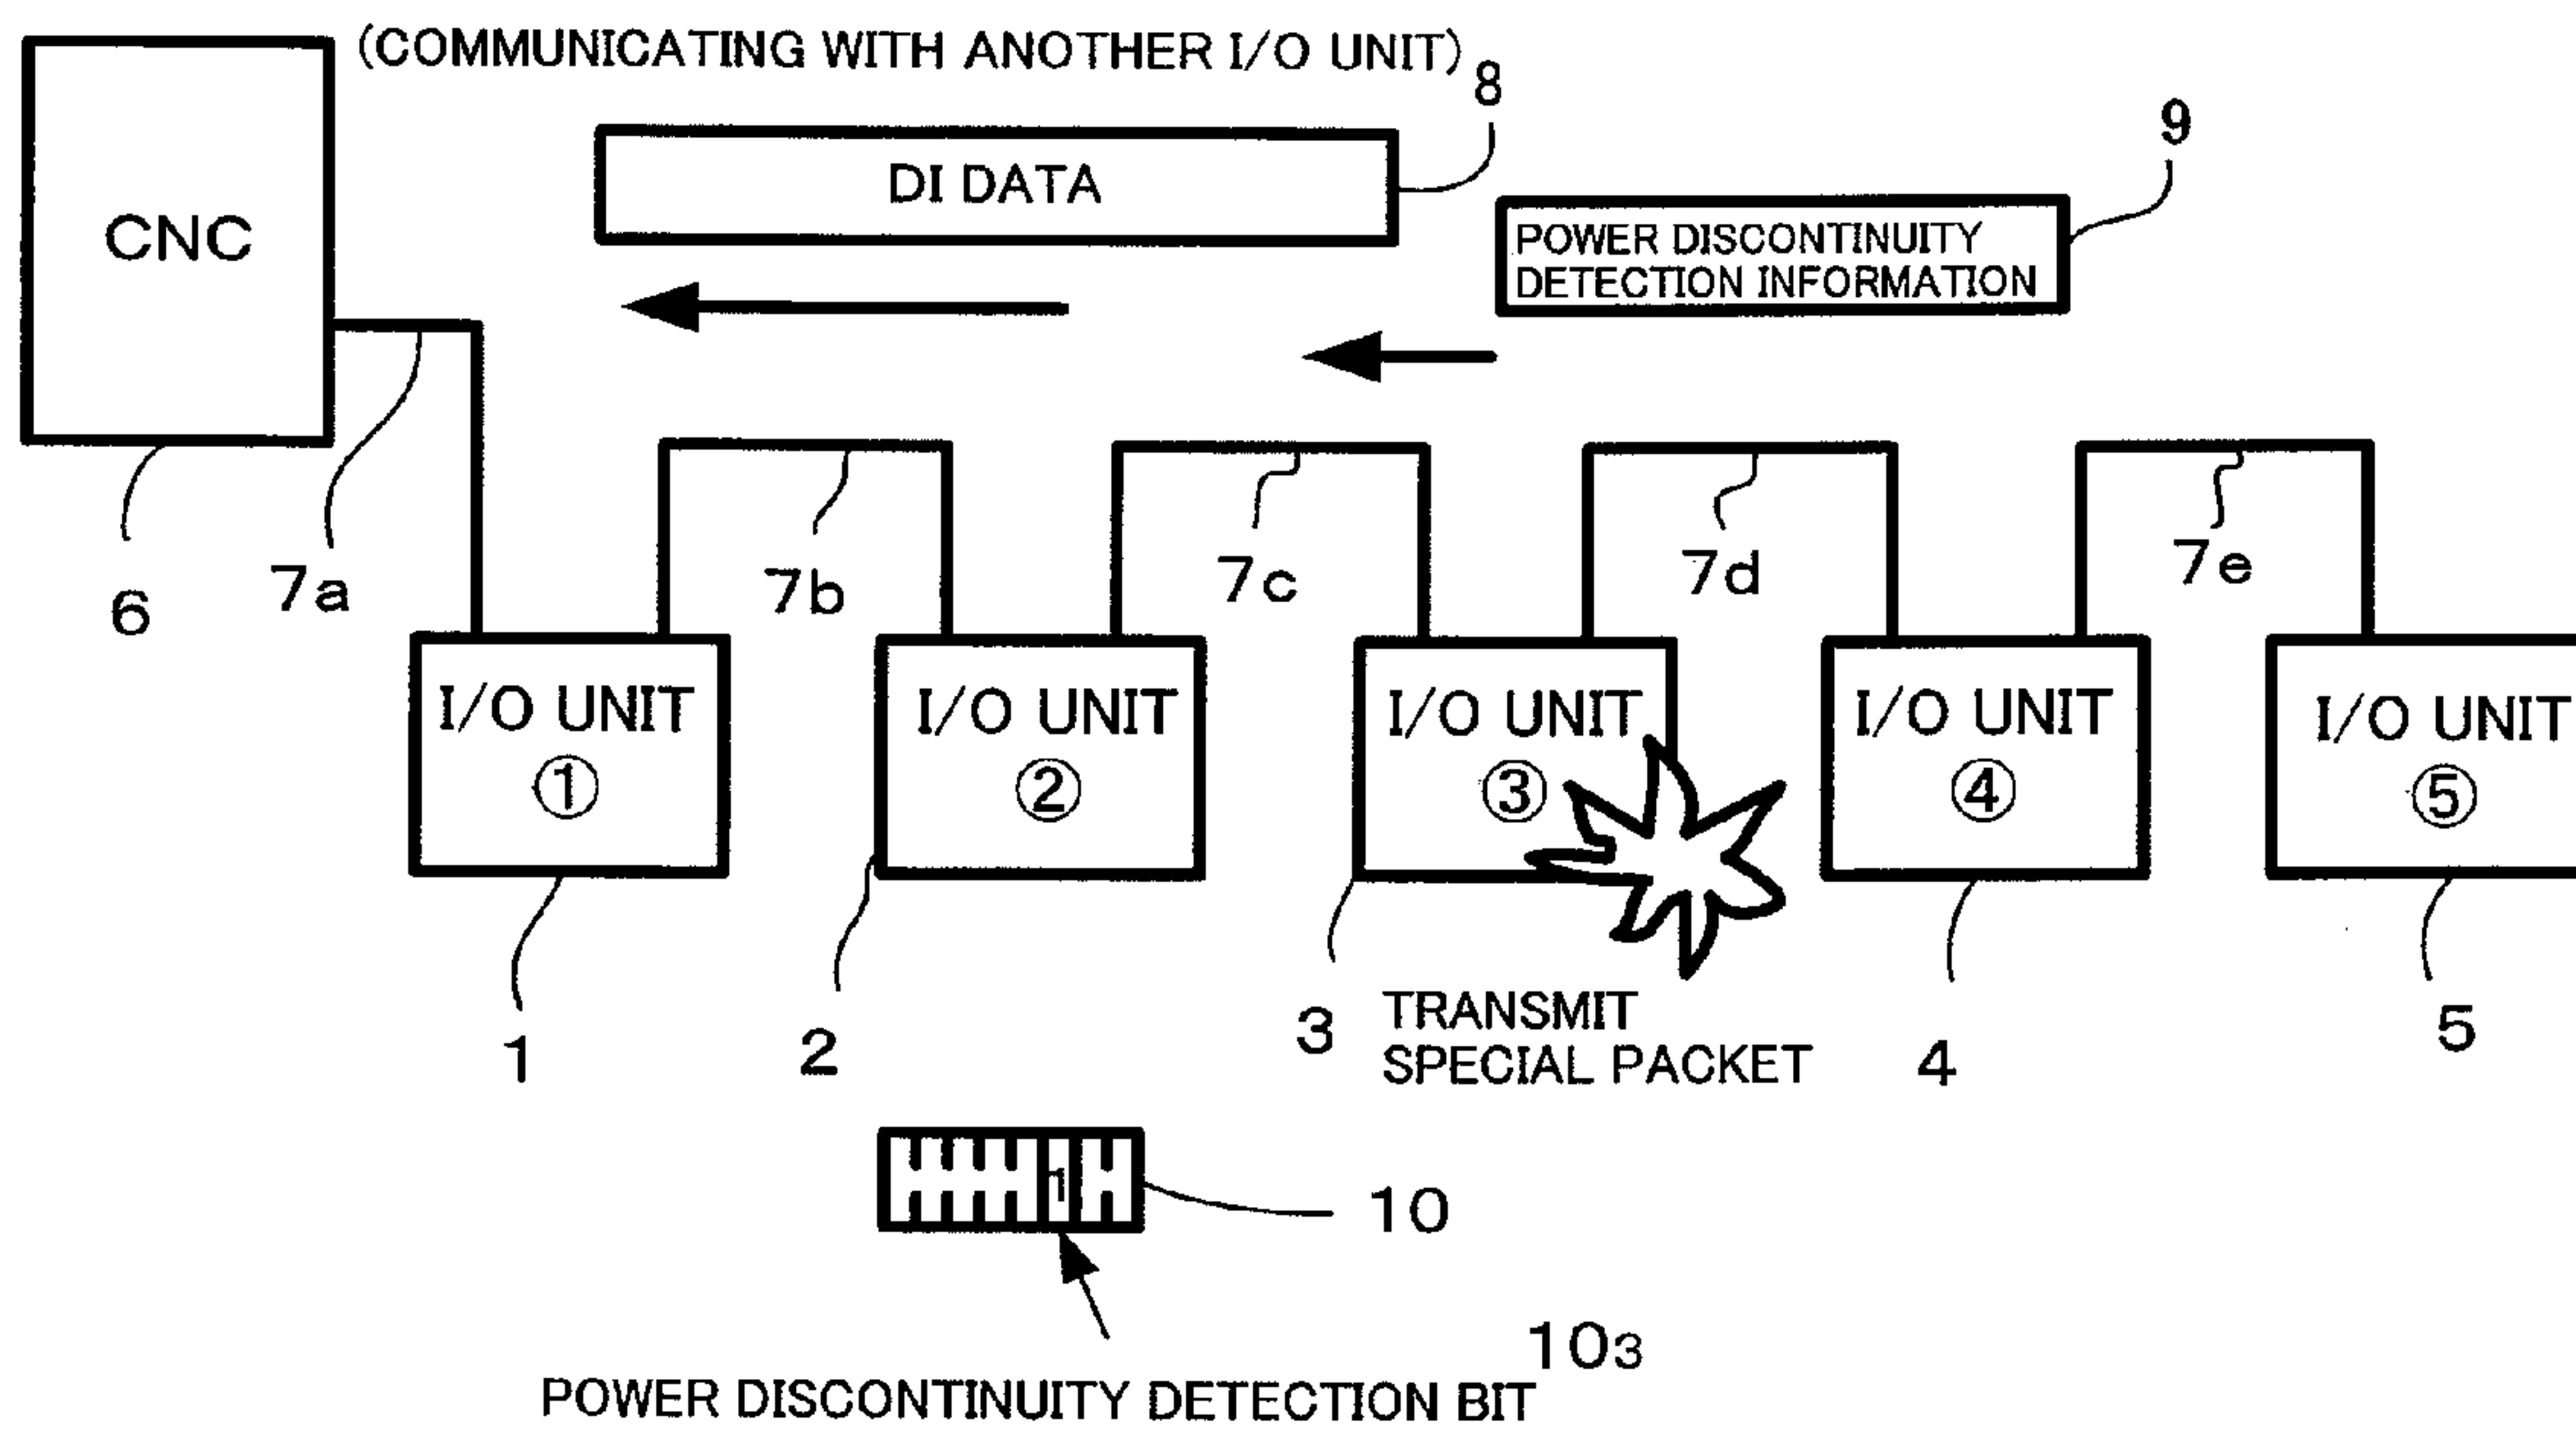 (COMMUNICATING WITH ANOTHER I/O UNIT)
8
9
DI DATA
CNC
POWER DISCONTINUITY
DETECTION INFORMATION
6
7a
7b
7c
7d
7e
I/O UNIT
①
I/O UNIT
②
I/O UNIT
③
I/O UNIT
④
I/O UNIT
⑤
1
2
3
4
5
TRANSMIT
SPECIAL PACKET
1
10
10₃
POWER DISCONTINUITY DETECTION BIT